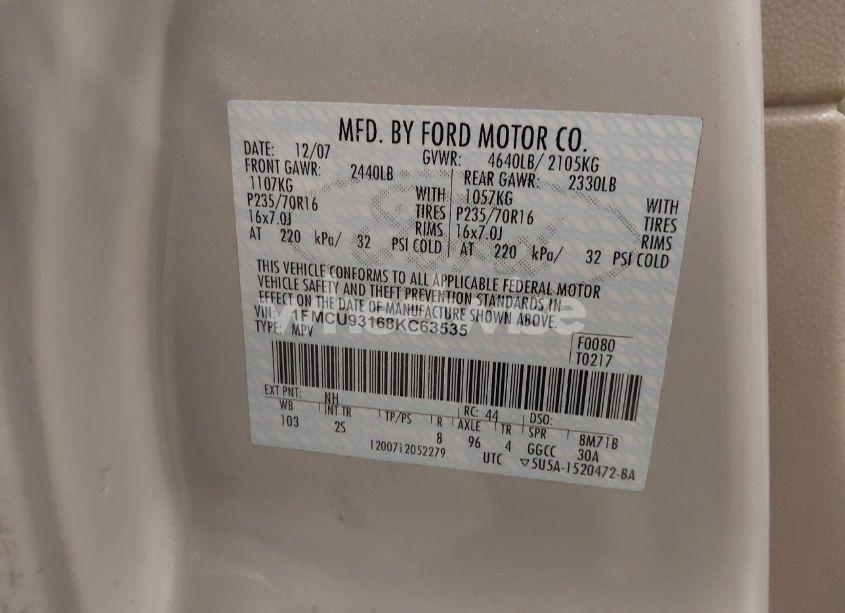 MFD. BY FORD MOTOR CO.
DATE: 12/07 GVWR: 4640LB/ 2105KG
FRONT GAWR: 2440LB REAR GAWR: 2330LB
1107KG WITH 1057KG WITH
P235/70R16 TIRES P235/70R16 TIRES
16x7.0J RIMS 16x7.0J RIMS
AT 220 kPa/ 32 PSI COLD AT 220 kPa/ 32 PSI COLD
THIS VEHICLE CONFORMS TO ALL APPLICABLE FEDERAL MOTOR
VEHICLE SAFETY AND THEFT PREVENTION STANDARDS IN
EFFECT ON THE DATE OF MANUFACTURE SHOWN ABOVE.
VIN: 1FMCU93168KC63535
TYPE: MPV
F0080
T0217
EXT PNT: NH RC: 44 DSO:
WB INT TR TP/PS R AXLE TR SPR 8M71B
103 2S 8 96 4 GGCC 30A
1200712052279 UTC ▽5U5A-1520472-BA